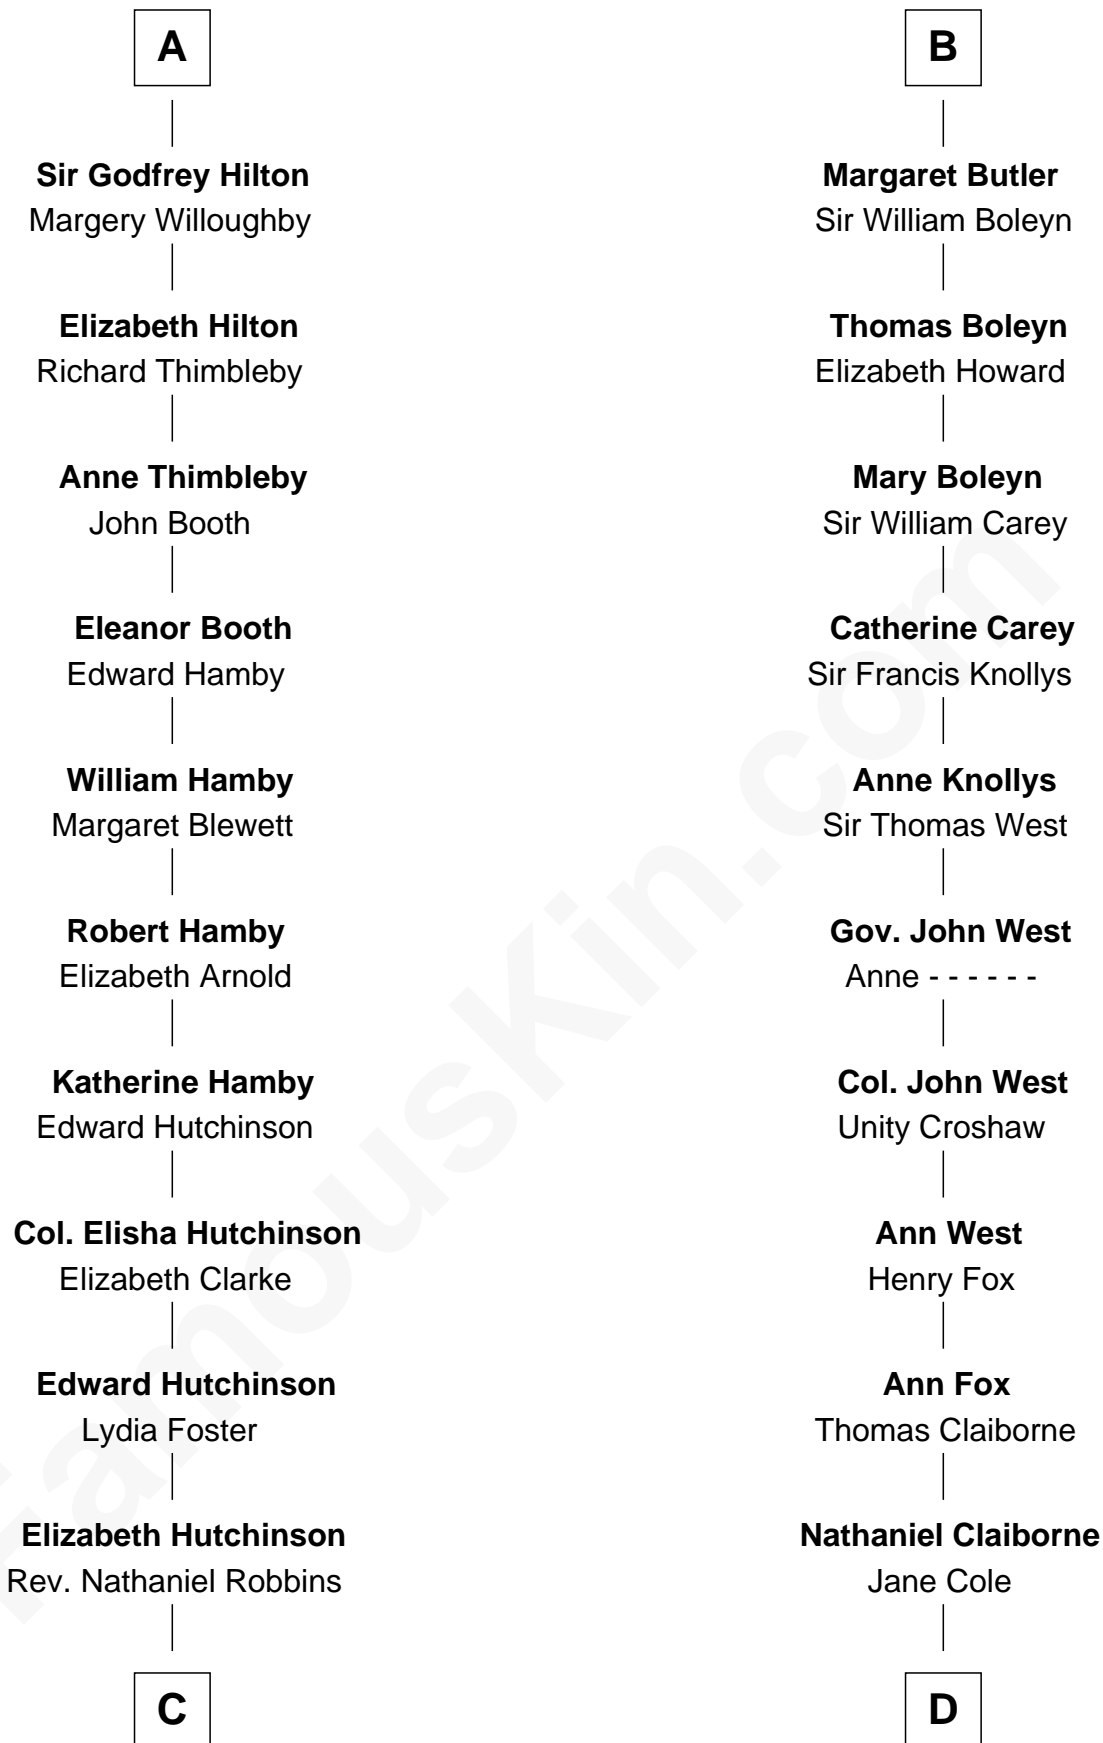 A
Sir Godfrey Hilton
Margery Willoughby
Elizabeth Hilton
Richard Thimbleby
Anne Thimbleby
John Booth
Eleanor Booth
Edward Hamby
William Hamby
Margaret Blewett
Robert Hamby
Elizabeth Arnold
Katherine Hamby
Edward Hutchinson
Col. Elisha Hutchinson
Elizabeth Clarke
Edward Hutchinson
Lydia Foster
Elizabeth Hutchinson
Rev. Nathaniel Robbins
C
B
Margaret Butler
Sir William Boleyn
Thomas Boleyn
Elizabeth Howard
Mary Boleyn
Sir William Carey
Catherine Carey
Sir Francis Knollys
Anne Knollys
Sir Thomas West
Gov. John West
Anne - - - - - -
Col. John West
Unity Croshaw
Ann West
Henry Fox
Ann Fox
Thomas Claiborne
Nathaniel Claiborne
Jane Cole
D
FamousKin.com